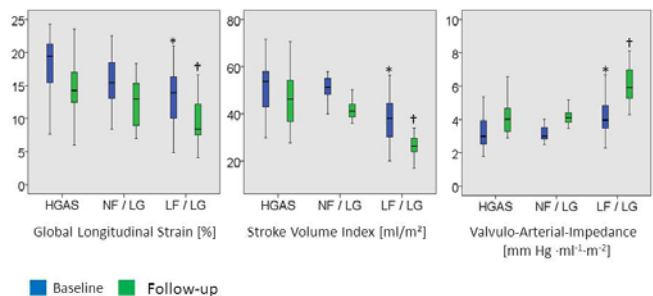 25
20
15
10
5
0
*
†
HGAS NF / LG LF / LG
Global Longitudinal Strain [%]
80
60
40
20
*
†
HGAS NF / LG LF / LG
Stroke Volume Index [ml/m²]
10
8
6
4
2
0
*
†
HGAS NF / LG LF / LG
Valvulo-Arterial-Impedance
[mm Hg ·ml⁻¹·m⁻²]
Baseline Follow-up